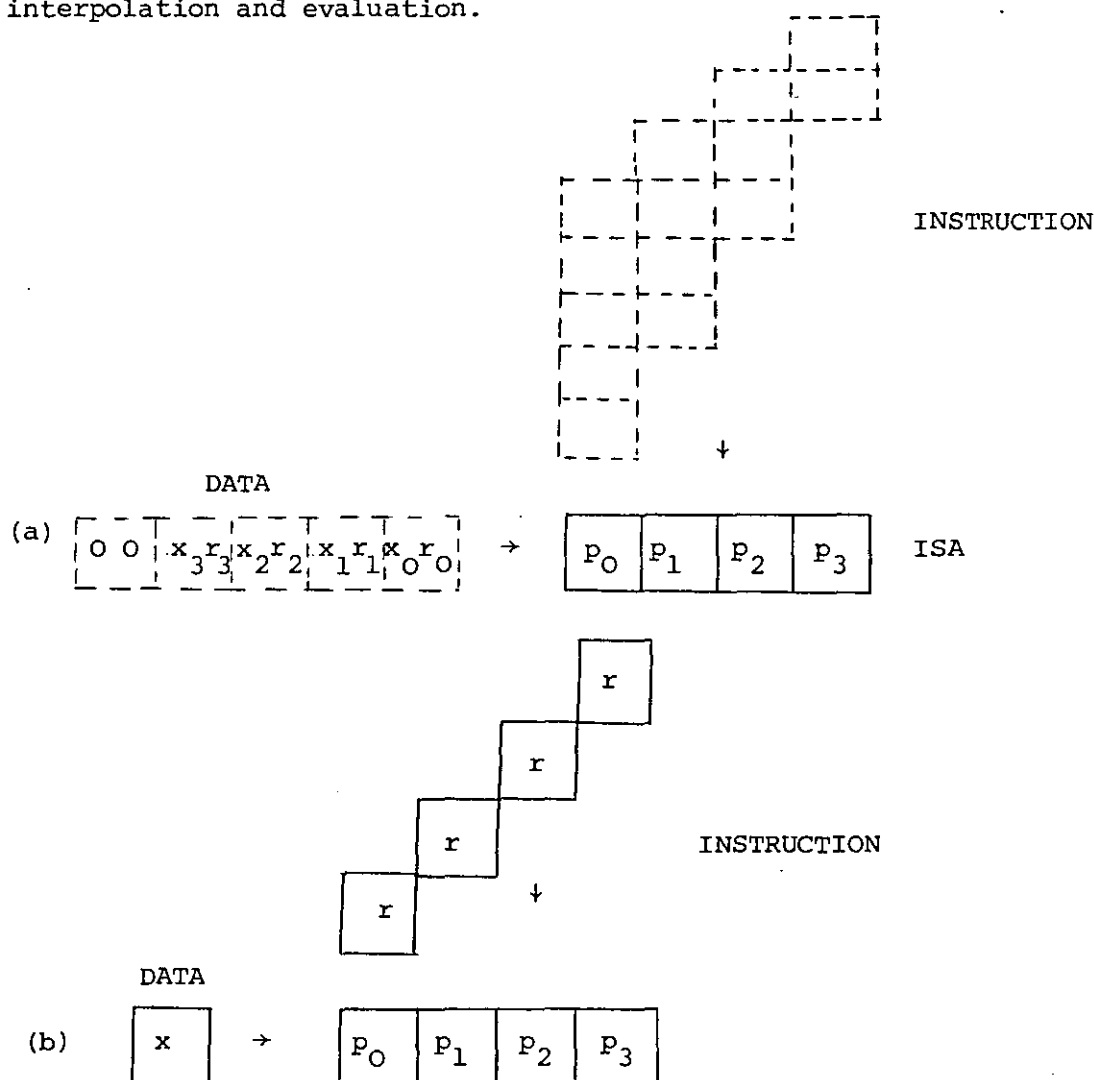 interpolation and evaluation.
INSTRUCTION
DATA
(a) 0 0 x3r3 x2r2 x1r1 x0r0 → p0 p1 p2 p3 ISA
r
r
r
INSTRUCTION
r
DATA
(b) x → p0 p1 p2 p3